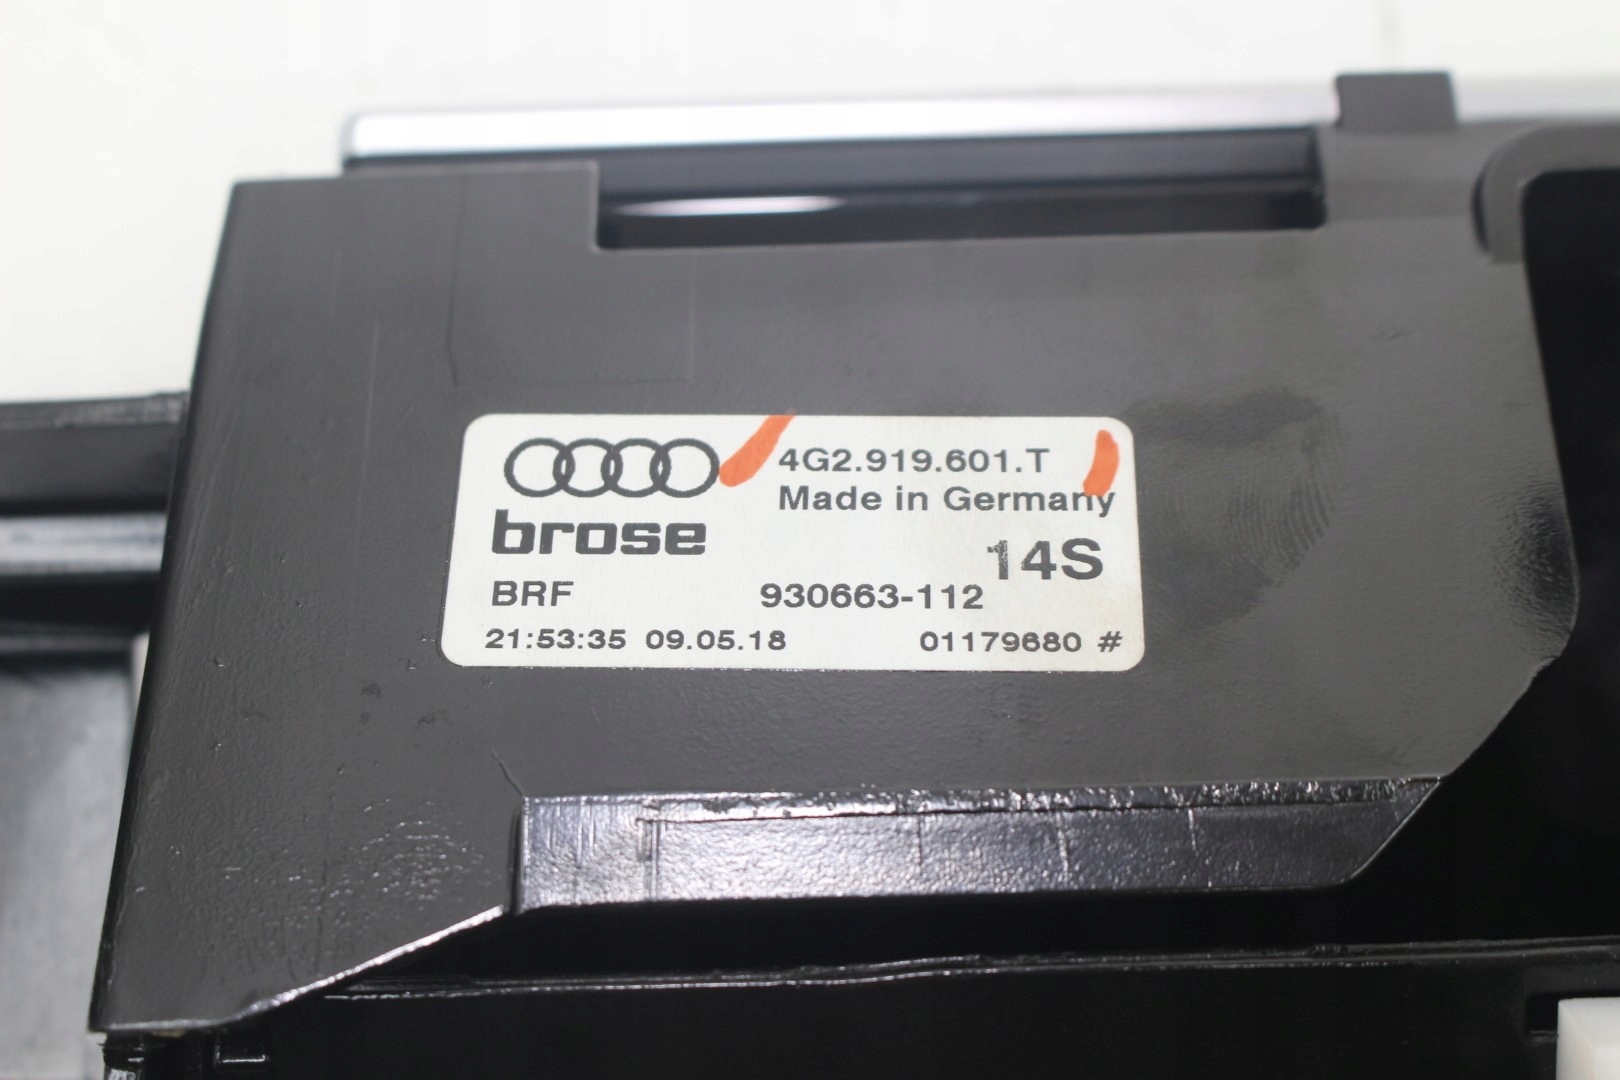 4G2.919.601.T
Made in Germany
brose
14S
BRF 930663-112
21:53:35 09.05.18 01179680 #